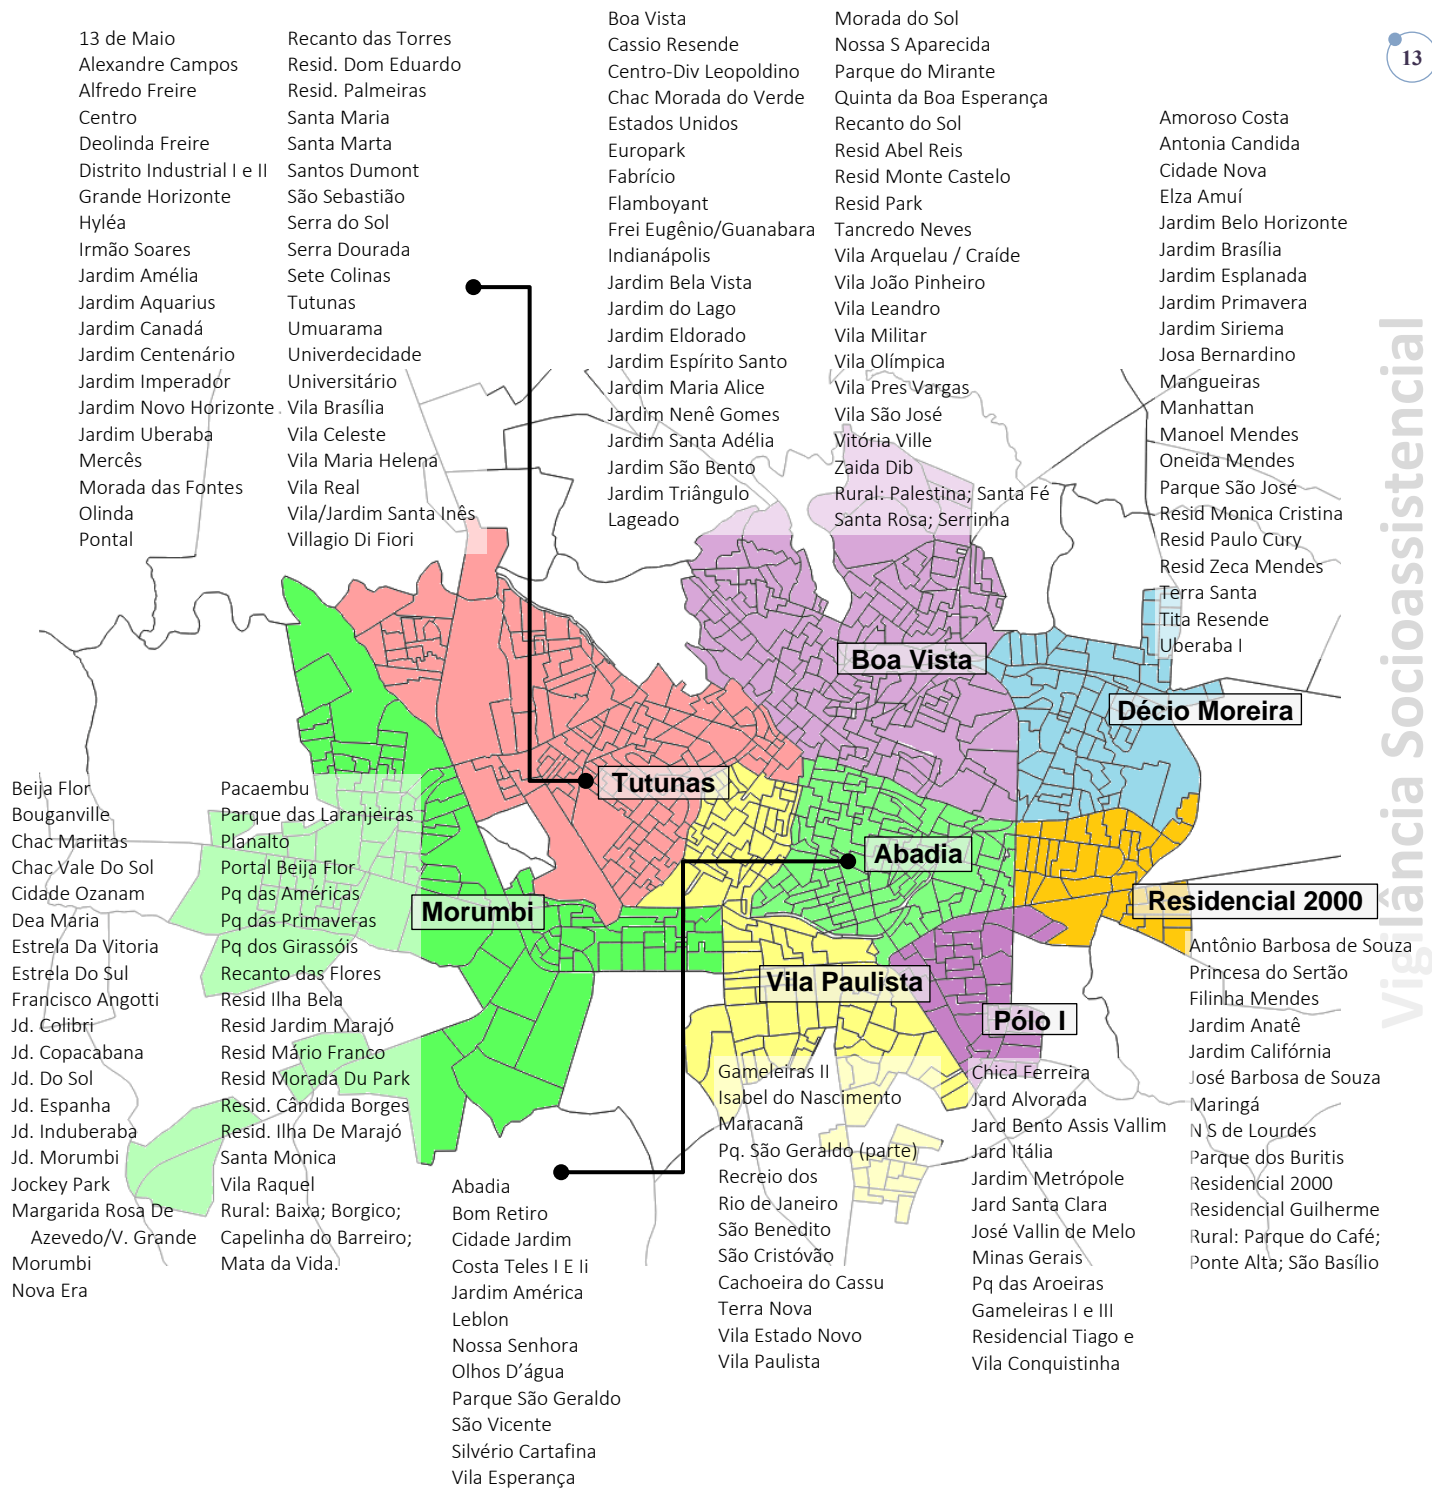 13
13 de Maio
Alexandre Campos
Alfredo Freire
Centro
Deolinda Freire
Distrito Industrial I e II
Grande Horizonte
Hyléa
Irmão Soares
Jardim Amélia
Jardim Aquarius
Jardim Canadá
Jardim Centenário
Jardim Imperador
Jardim Novo Horizonte
Jardim Uberaba
Mercês
Morada das Fontes
Olinda
Pontal
Recanto das Torres
Resid. Dom Eduardo
Resid. Palmeiras
Santa Maria
Santa Marta
Santos Dumont
São Sebastião
Serra do Sol
Serra Dourada
Sete Colinas
Tutunas
Umuarama
Univerdecidade
Universitário
Vila Brasília
Vila Celeste
Vila Maria Helena
Vila Real
Vila/Jardim Santa Inês
Villagio Di Fiori
Boa Vista
Cassio Resende
Centro-Div Leopoldino
Chac Morada do Verde
Estados Unidos
Europark
Fabrício
Flamboyant
Frei Eugênio/Guanabara
Indianápolis
Jardim Bela Vista
Jardim do Lago
Jardim Eldorado
Jardim Espírito Santo
Jardim Maria Alice
Jardim Nenê Gomes
Jardim Santa Adélia
Jardim São Bento
Jardim Triângulo
Lageado
Morada do Sol
Nossa S Aparecida
Parque do Mirante
Quinta da Boa Esperança
Recanto do Sol
Resid Abel Reis
Resid Monte Castelo
Resid Park
Tancredo Neves
Vila Arquelau / Craíde
Vila João Pinheiro
Vila Leandro
Vila Militar
Vila Olímpica
Vila Pres Vargas
Vila São José
Vitória Ville
Zaida Dib
Rural: Palestina; Santa Fé
Santa Rosa; Serrinha
Amoroso Costa
Antonia Candida
Cidade Nova
Elza Amuí
Jardim Belo Horizonte
Jardim Brasília
Jardim Esplanada
Jardim Primavera
Jardim Siriema
Josa Bernardino
Mangueiras
Manhattan
Manoel Mendes
Oneida Mendes
Parque São José
Resid Monica Cristina
Resid Paulo Cury
Resid Zeca Mendes
Terra Santa
Tita Resende
Uberaba I
Vigilância Socioassistencial
Boa Vista
Décio Moreira
Tutunas
Abadia
Morumbi
Residencial 2000
Vila Paulista
Pólo I
Beija Flor
Bouganville
Chac Mariitas
Chac Vale Do Sol
Cidade Ozanam
Dea Maria
Estrela Da Vitoria
Estrela Do Sul
Francisco Angotti
Jd. Colibri
Jd. Copacabana
Jd. Do Sol
Jd. Espanha
Jd. Induberaba
Jd. Morumbi
Jockey Park
Margarida Rosa De
Azevedo/V. Grande
Morumbi
Nova Era
Pacaembu
Parque das Laranjeiras
Planalto
Portal Beija Flor
Pq das Américas
Pq das Primaveras
Pq dos Girassóis
Recanto das Flores
Resid Ilha Bela
Resid Jardim Marajó
Resid Mário Franco
Resid Morada Du Park
Resid. Cândida Borges
Resid. Ilha De Marajó
Santa Monica
Vila Raquel
Rural: Baixa; Borgico;
Capelinha do Barreiro;
Mata da Vida.
Abadia
Bom Retiro
Cidade Jardim
Costa Teles I E Ii
Jardim América
Leblon
Nossa Senhora
Olhos D’água
Parque São Geraldo
São Vicente
Silvério Cartafina
Vila Esperança
Gameleiras II
Isabel do Nascimento
Maracanã
Pq. São Geraldo (parte)
Recreio dos
Rio de Janeiro
São Benedito
São Cristóvão
Cachoeira do Cassu
Terra Nova
Vila Estado Novo
Vila Paulista
Chica Ferreira
Jard Alvorada
Jard Bento Assis Vallim
Jard Itália
Jardim Metrópole
Jard Santa Clara
José Vallin de Melo
Minas Gerais
Pq das Aroeiras
Gameleiras I e III
Residencial Tiago e
Vila Conquistinha
Antônio Barbosa de Souza
Princesa do Sertão
Filinha Mendes
Jardim Anatê
Jardim Califórnia
José Barbosa de Souza
Maringá
N S de Lourdes
Parque dos Buritis
Residencial 2000
Residencial Guilherme
Rural: Parque do Café;
Ponte Alta; São Basílio